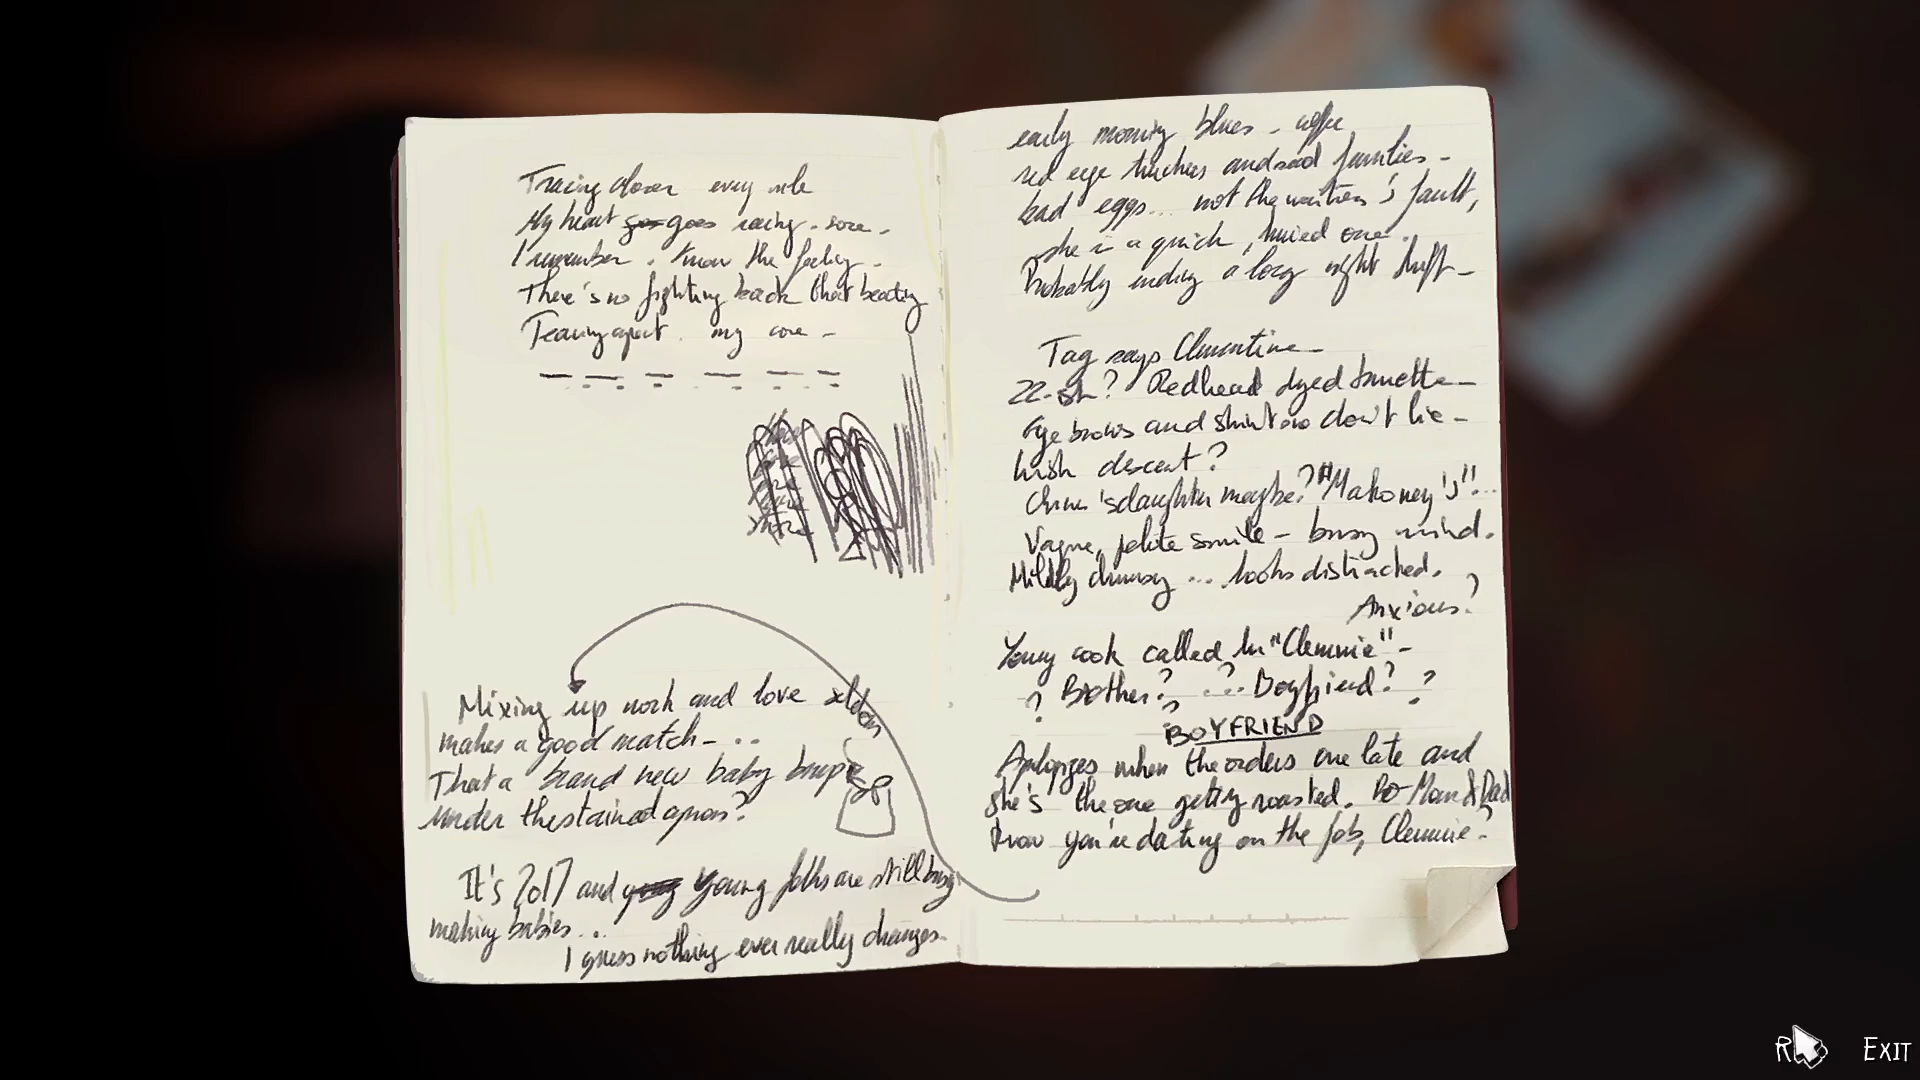 Tracing closer every mile
My heart goes racing. sore.
I remember. Know the feeling.
There's no fighting back that beating
Tearing apart. my core -
Mixing up work and love seldom
makes a good match - ...
That a brand new baby bump
under the stained apron?
It's 2017 and young Young folks are still busy
making babies...
I guess nothing ever really changes.
early morning blues - coffee
red eye truckers and sad families -
bad eggs... not the waitress's fault,
she is a quick, one.
Probably ending a long night shift -
Tag says Clementine -
22-ish? Redhead dyed brunette -
Eyebrows and skin tone don't lie -
Irish descent?
Owner's daughter maybe? "Mahoney's"...
Vague, polite smile - busy mind.
Mildly clumsy ... looks distracted.
Anxious?
Young cook called her "Clemmie" -
? Brother? ...? Boyfriend? ?
BOYFRIEND
Apologizes when the orders are late and
she's the one getting roasted. Do Mom & Dad
know you're dating on the job, Clemmie?
EXIT